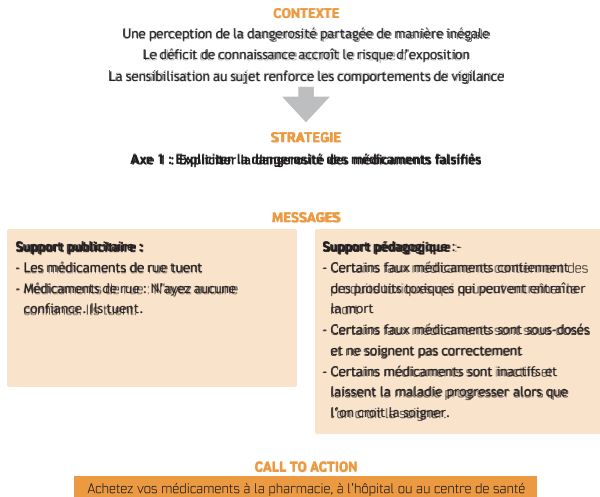 CONTEXTE
Une perception de la dangerosité partagée de manière inégale
Le déficit de connaissance accroît le risque d'exposition
La sensibilisation au sujet renforce les comportements de vigilance
STRATEGIE
Axe 1 : Expliciter la dangerosité des médicaments falsifiés
MESSAGES
Support publicitaire :
- Les médicaments de rue tuent
- Médicaments de rue : N'ayez aucune
confiance. Ils tuent.
Support pédagogique :
- Certains faux médicaments contiennent
des produits toxiques qui peuvent entraîner
la mort
- Certains faux médicaments sont sous-dosés
et ne soignent pas correctement
- Certains médicaments sont inactifs et
laissent la maladie progresser alors que
l'on croit la soigner.
CALL TO ACTION
Achetez vos médicaments à la pharmacie, à l'hôpital ou au centre de santé